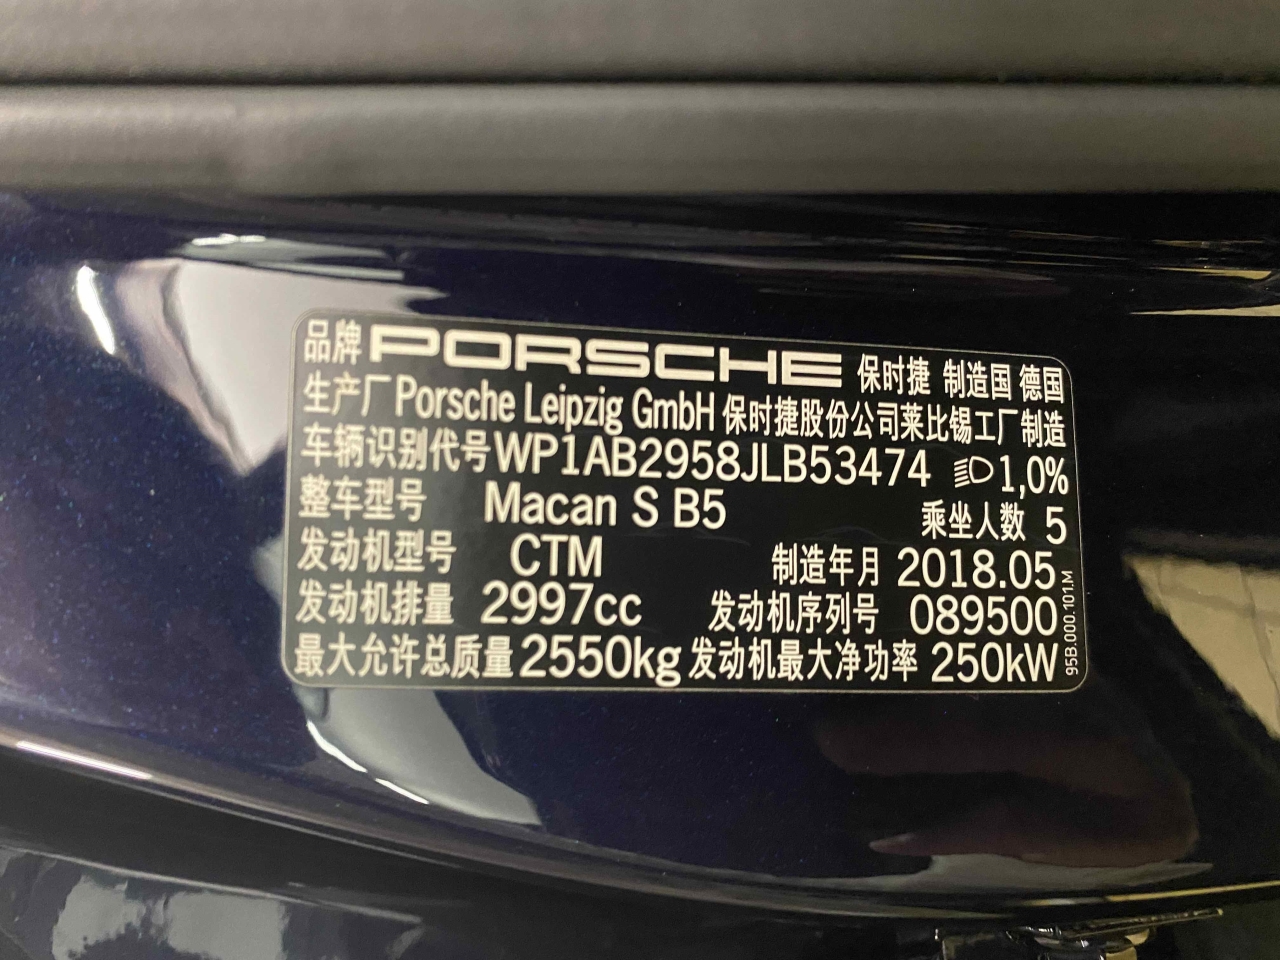 品牌 PORSCHE 保时捷 制造国 德国
生产厂 Porsche Leipzig GmbH 保时捷股份公司莱比锡工厂制造
车辆识别代号 WP1AB2958JLB53474 1,0%
整车型号 Macan S B5 乘坐人数 5
发动机型号 CTM 制造年月 2018.05
发动机排量 2997cc 发动机序列号 089500
最大允许总质量 2550kg 发动机最大净功率 250kW
95B.000.101.M